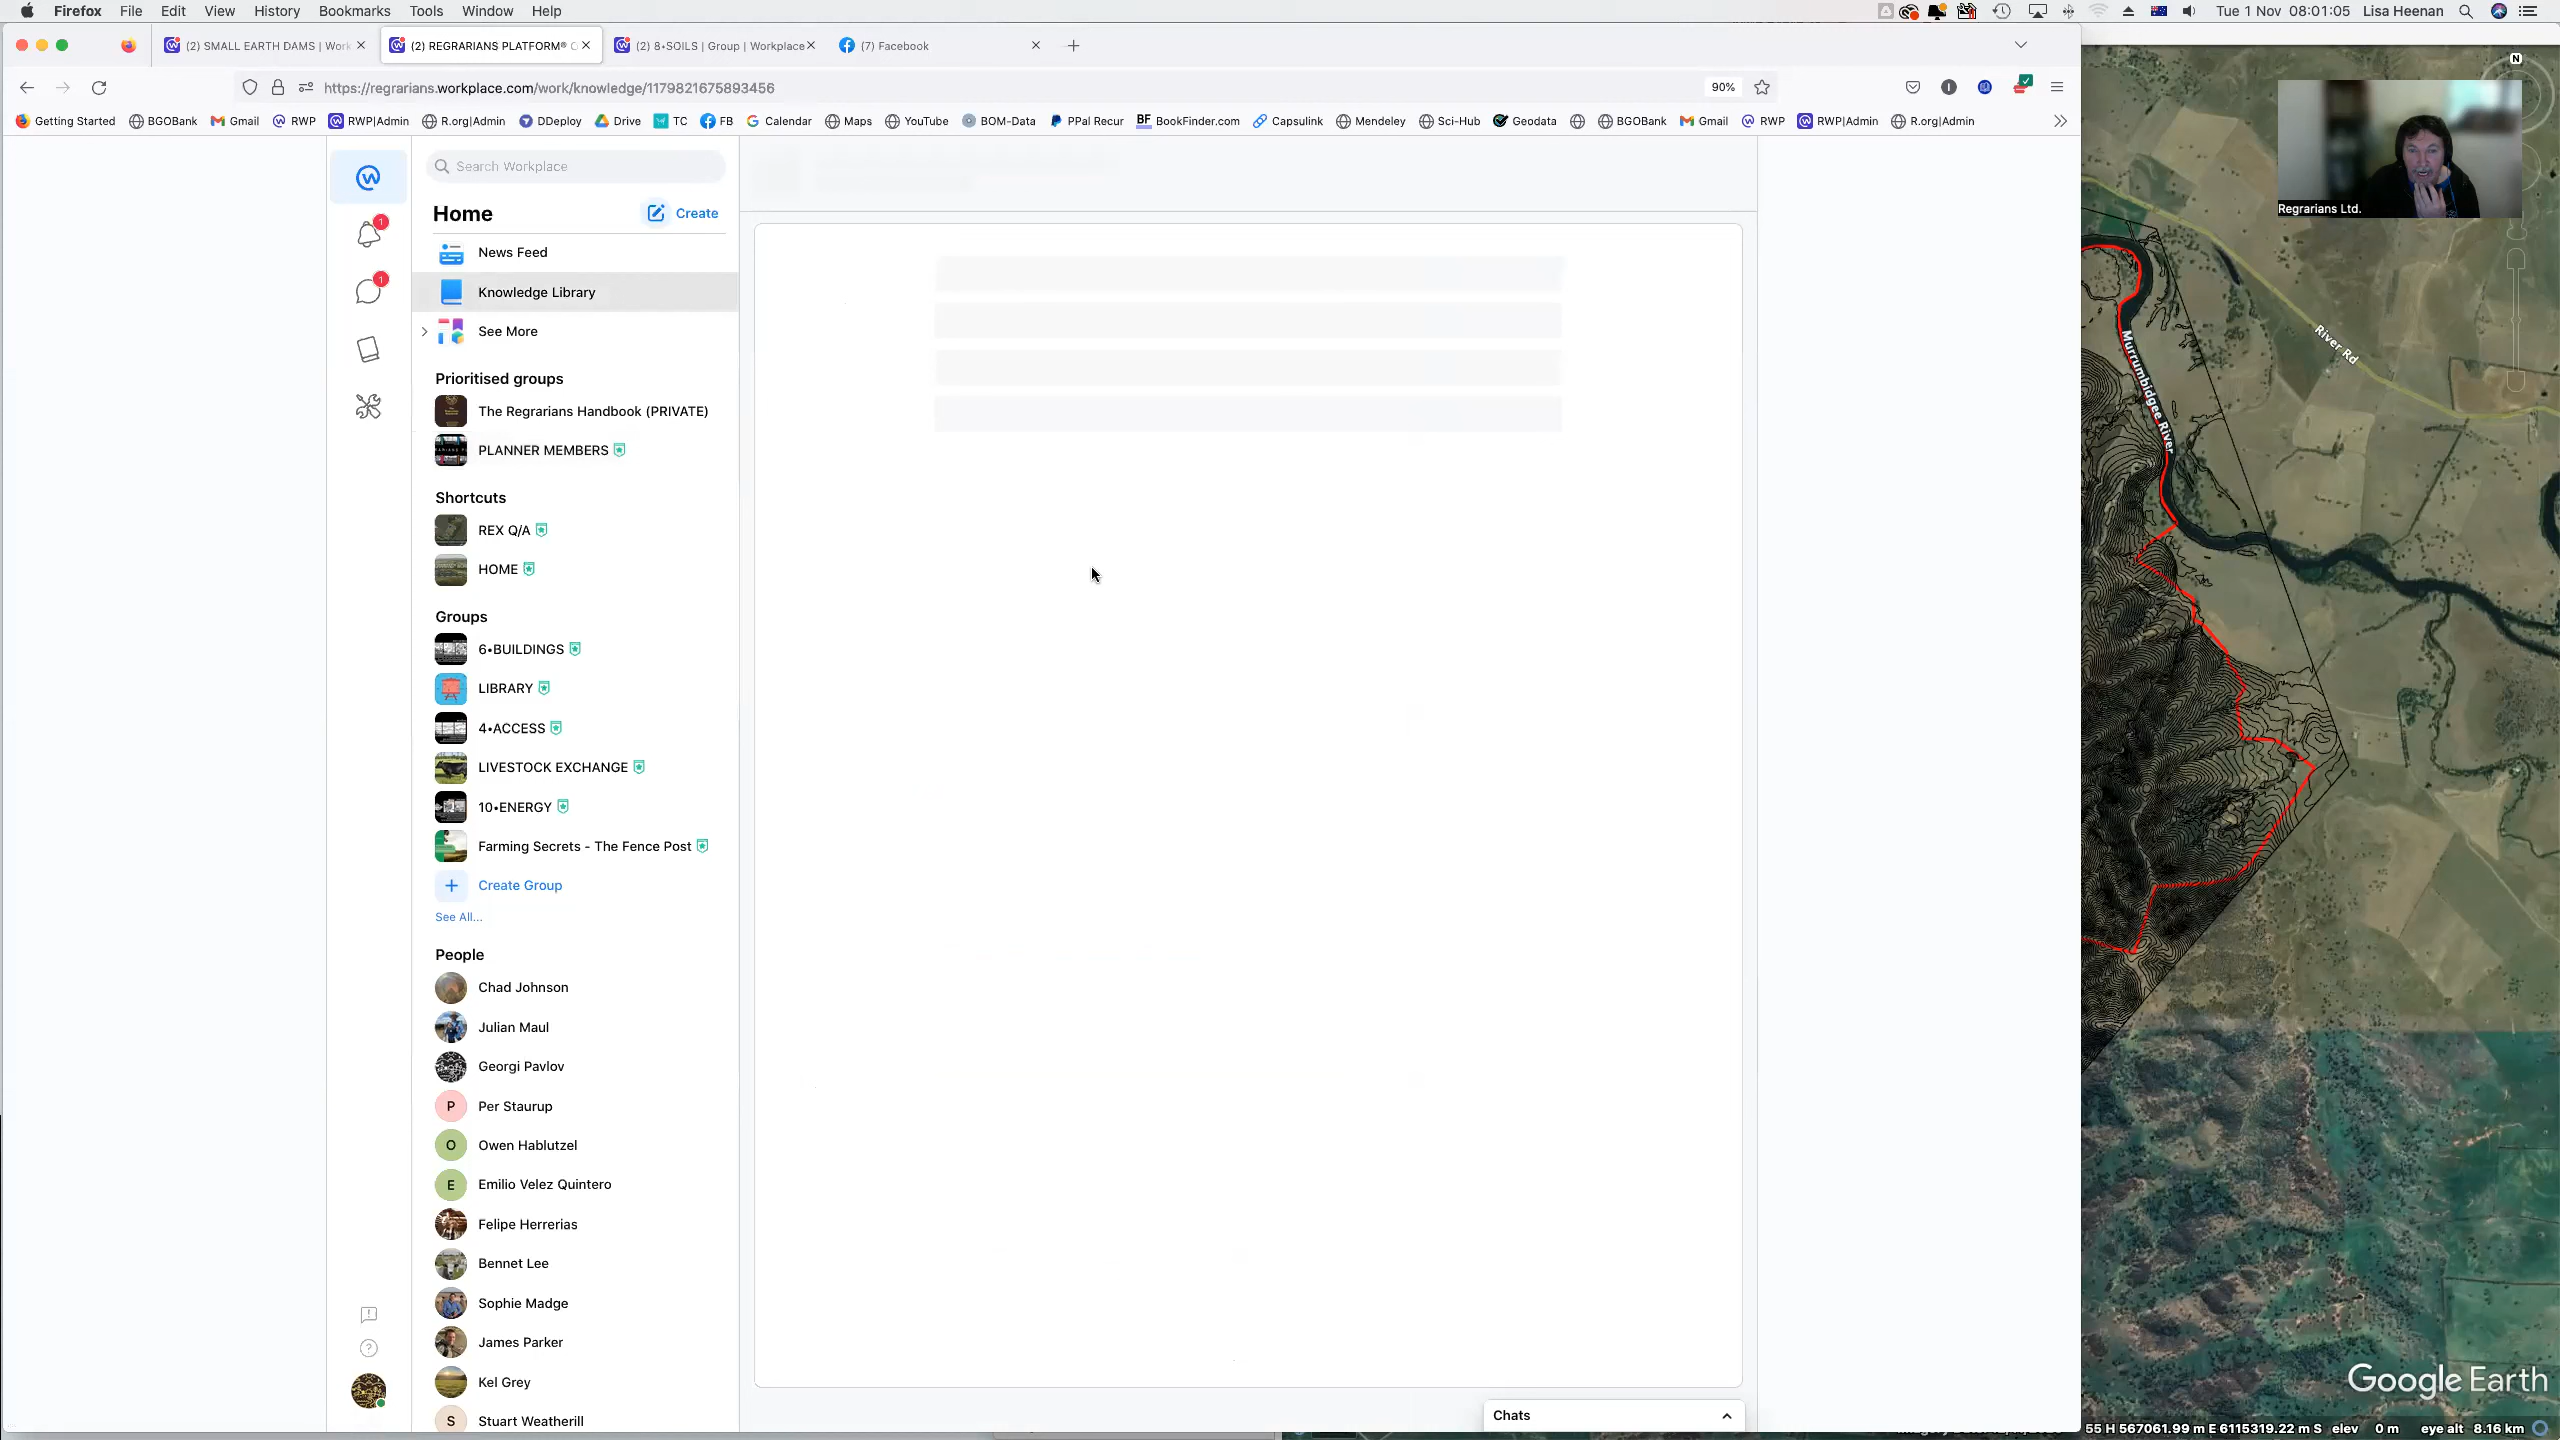 Firefox File Edit View History Bookmarks Tools Window Help
Tue 1 Nov 08:01:05 Lisa Heenan
(2) SMALL EARTH DAMS | Work
(2) REGRARIANS PLATFORM®
(2) 8•SOILS | Group | Workplace
(7) Facebook
https://regrarians.workplace.com/work/knowledge/1179821675893456
90%
Getting Started BGOBank Gmail RWP RWP|Admin R.org|Admin DDeploy Drive TC FB Calendar Maps YouTube BOM-Data PPal Recur BF BookFinder.com Capsulink Mendeley Sci-Hub Geodata BGOBank Gmail RWP RWP|Admin R.org|Admin
Search Workplace
Home
Create
News Feed
1
Knowledge Library
1
See More
Prioritised groups
The Regrarians Handbook (PRIVATE)
PLANNER MEMBERS
Shortcuts
REX Q/A
HOME
Groups
6•BUILDINGS
LIBRARY
4•ACCESS
LIVESTOCK EXCHANGE
10•ENERGY
Farming Secrets - The Fence Post
Create Group
See All...
People
Chad Johnson
Julian Maul
Georgi Pavlov
P Per Staurup
O Owen Hablutzel
E Emilio Velez Quintero
Felipe Herrerias
Bennet Lee
Sophie Madge
James Parker
Kel Grey
S Stuart Weatherill
Chats
N
Regrarians Ltd.
River Rd
Murrumbidgee River
Google Earth
55 H 567061.99 m E 6115319.22 m S elev 0 m eye alt 8.16 km